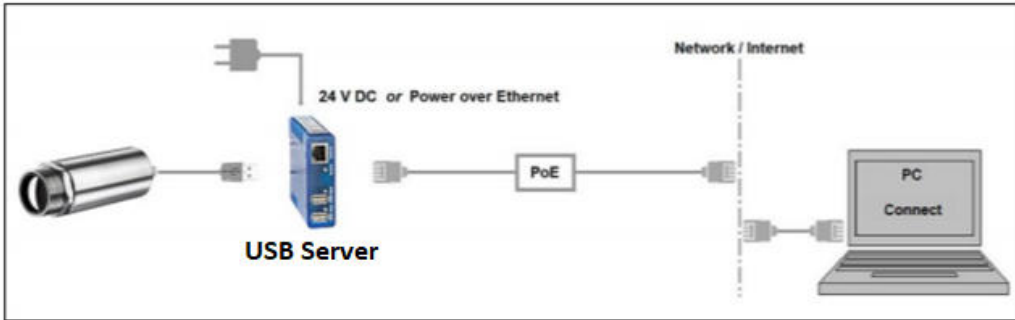 Network / Internet
24 V DC or Power over Ethernet
PoE
PC
Connect
USB Server